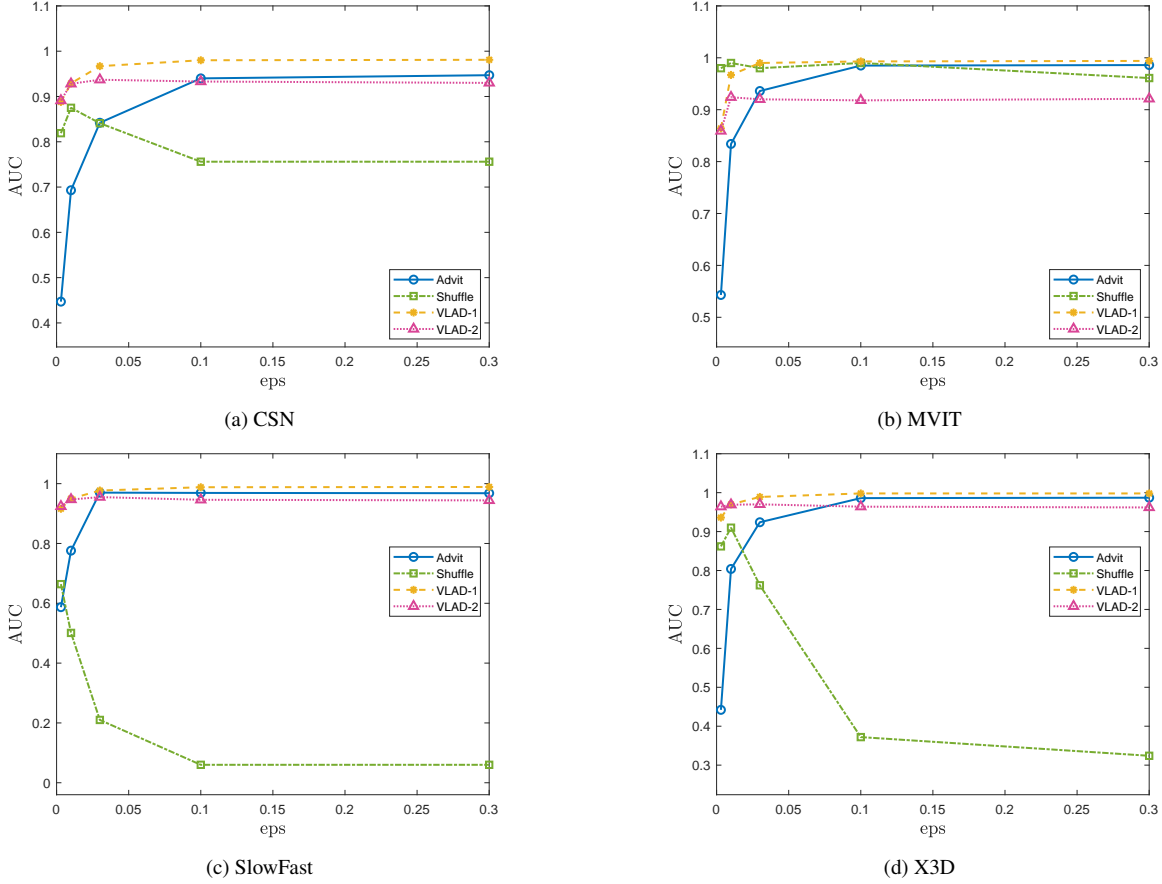 1.1
1
0.9
0.8
0.7
0.6
0.5
0.4
AUC
0 0.05 0.1 0.15 0.2 0.25 0.3
eps
Advit
Shuffle
VLAD-1
VLAD-2
(a) CSN
1.1
1
0.9
0.8
0.7
0.6
0.5
AUC
0 0.05 0.1 0.15 0.2 0.25 0.3
eps
Advit
Shuffle
VLAD-1
VLAD-2
(b) MVIT
1
0.8
0.6
0.4
0.2
0
AUC
0 0.05 0.1 0.15 0.2 0.25 0.3
eps
Advit
Shuffle
VLAD-1
VLAD-2
(c) SlowFast
1.1
1
0.9
0.8
0.7
0.6
0.5
0.4
0.3
AUC
0 0.05 0.1 0.15 0.2 0.25 0.3
eps
Advit
Shuffle
VLAD-1
VLAD-2
(d) X3D